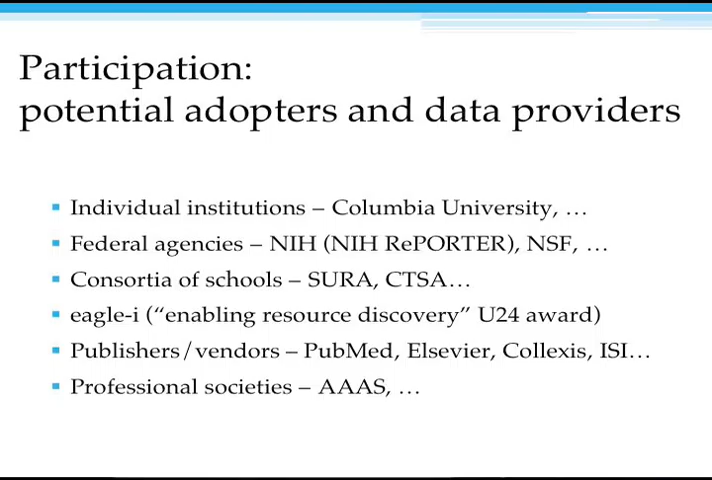 Participation:
potential adopters and data providers
Individual institutions – Columbia University, …
Federal agencies – NIH (NIH RePORTER), NSF, …
Consortia of schools – SURA, CTSA…
eagle-i (“enabling resource discovery” U24 award)
Publishers/vendors – PubMed, Elsevier, Collexis, ISI…
Professional societies – AAAS, …